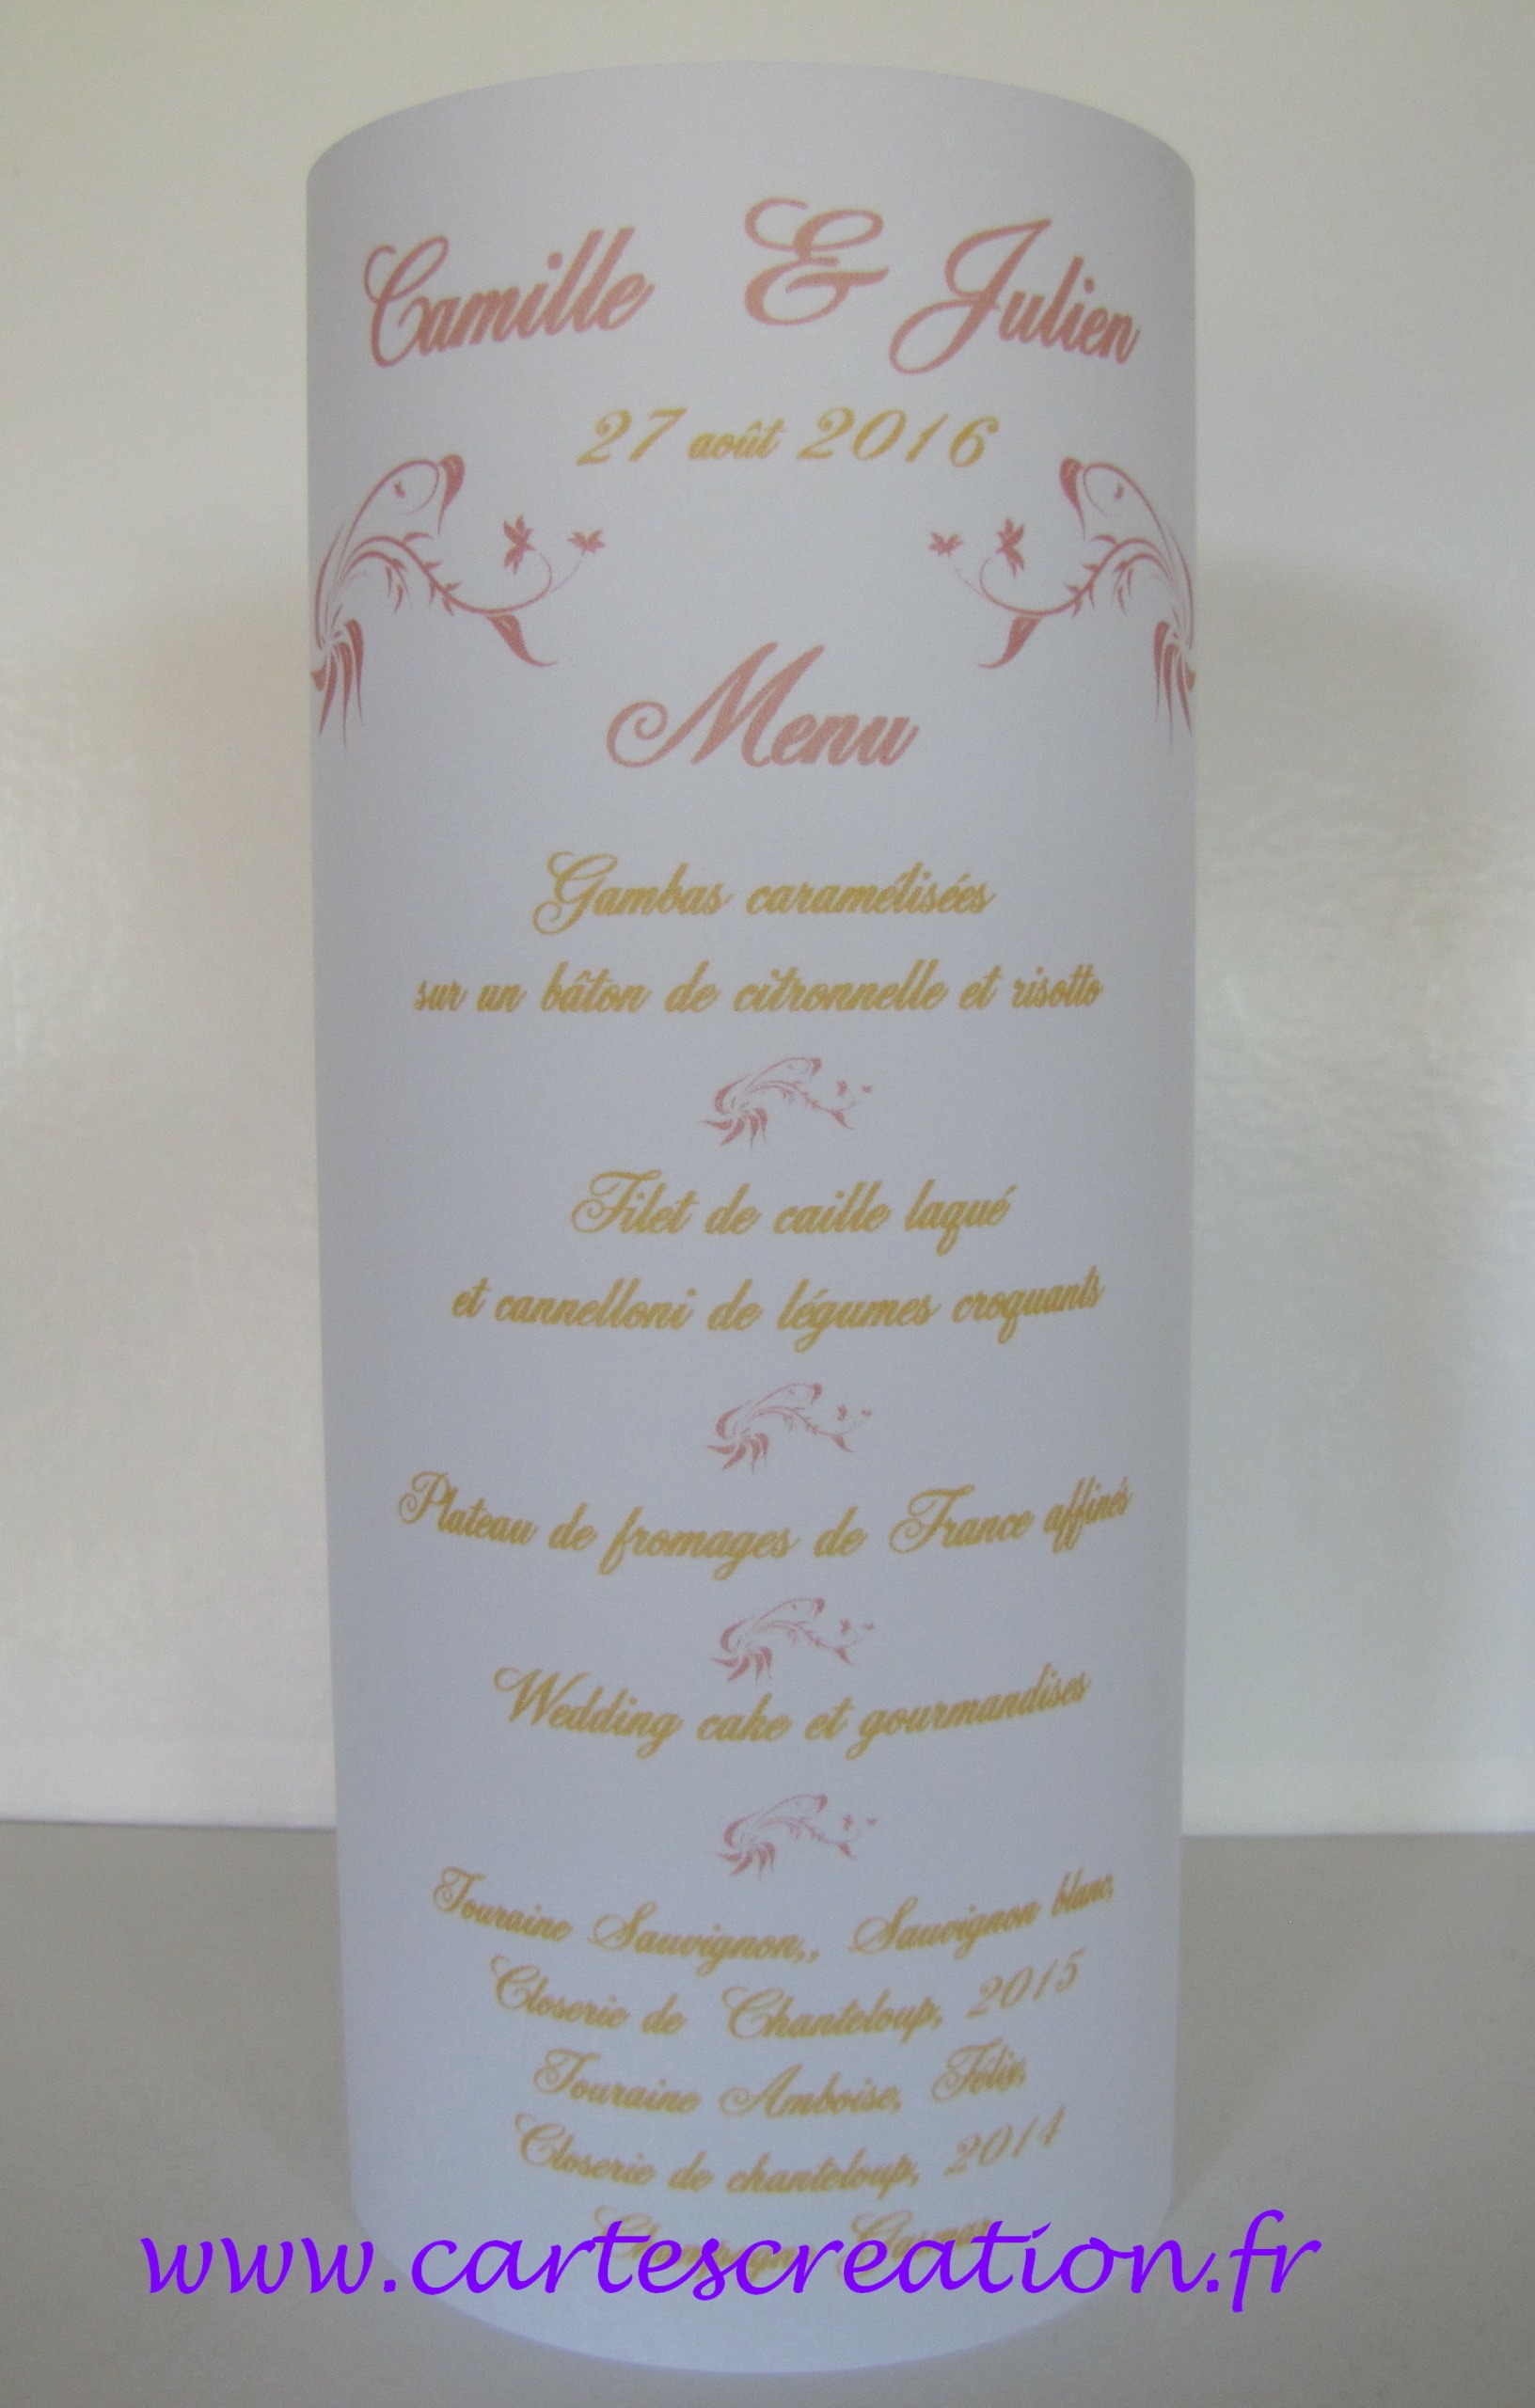 Camille & Julien
27 août 2016
Menu
Gambas caramélisées
sur un bâton de citronnelle et risotto
Filet de caille laqué
et cannelloni de légumes croquants
Plateau de fromages de France affinés
Wedding cake et gourmandises
Touraine Sauvignon,, Sauvignon blanc,
Closerie de Chanteloup, 2015
Touraine Amboise, Félix,
Closerie de chanteloup, 2014
Champagne
www.cartescreation.fr